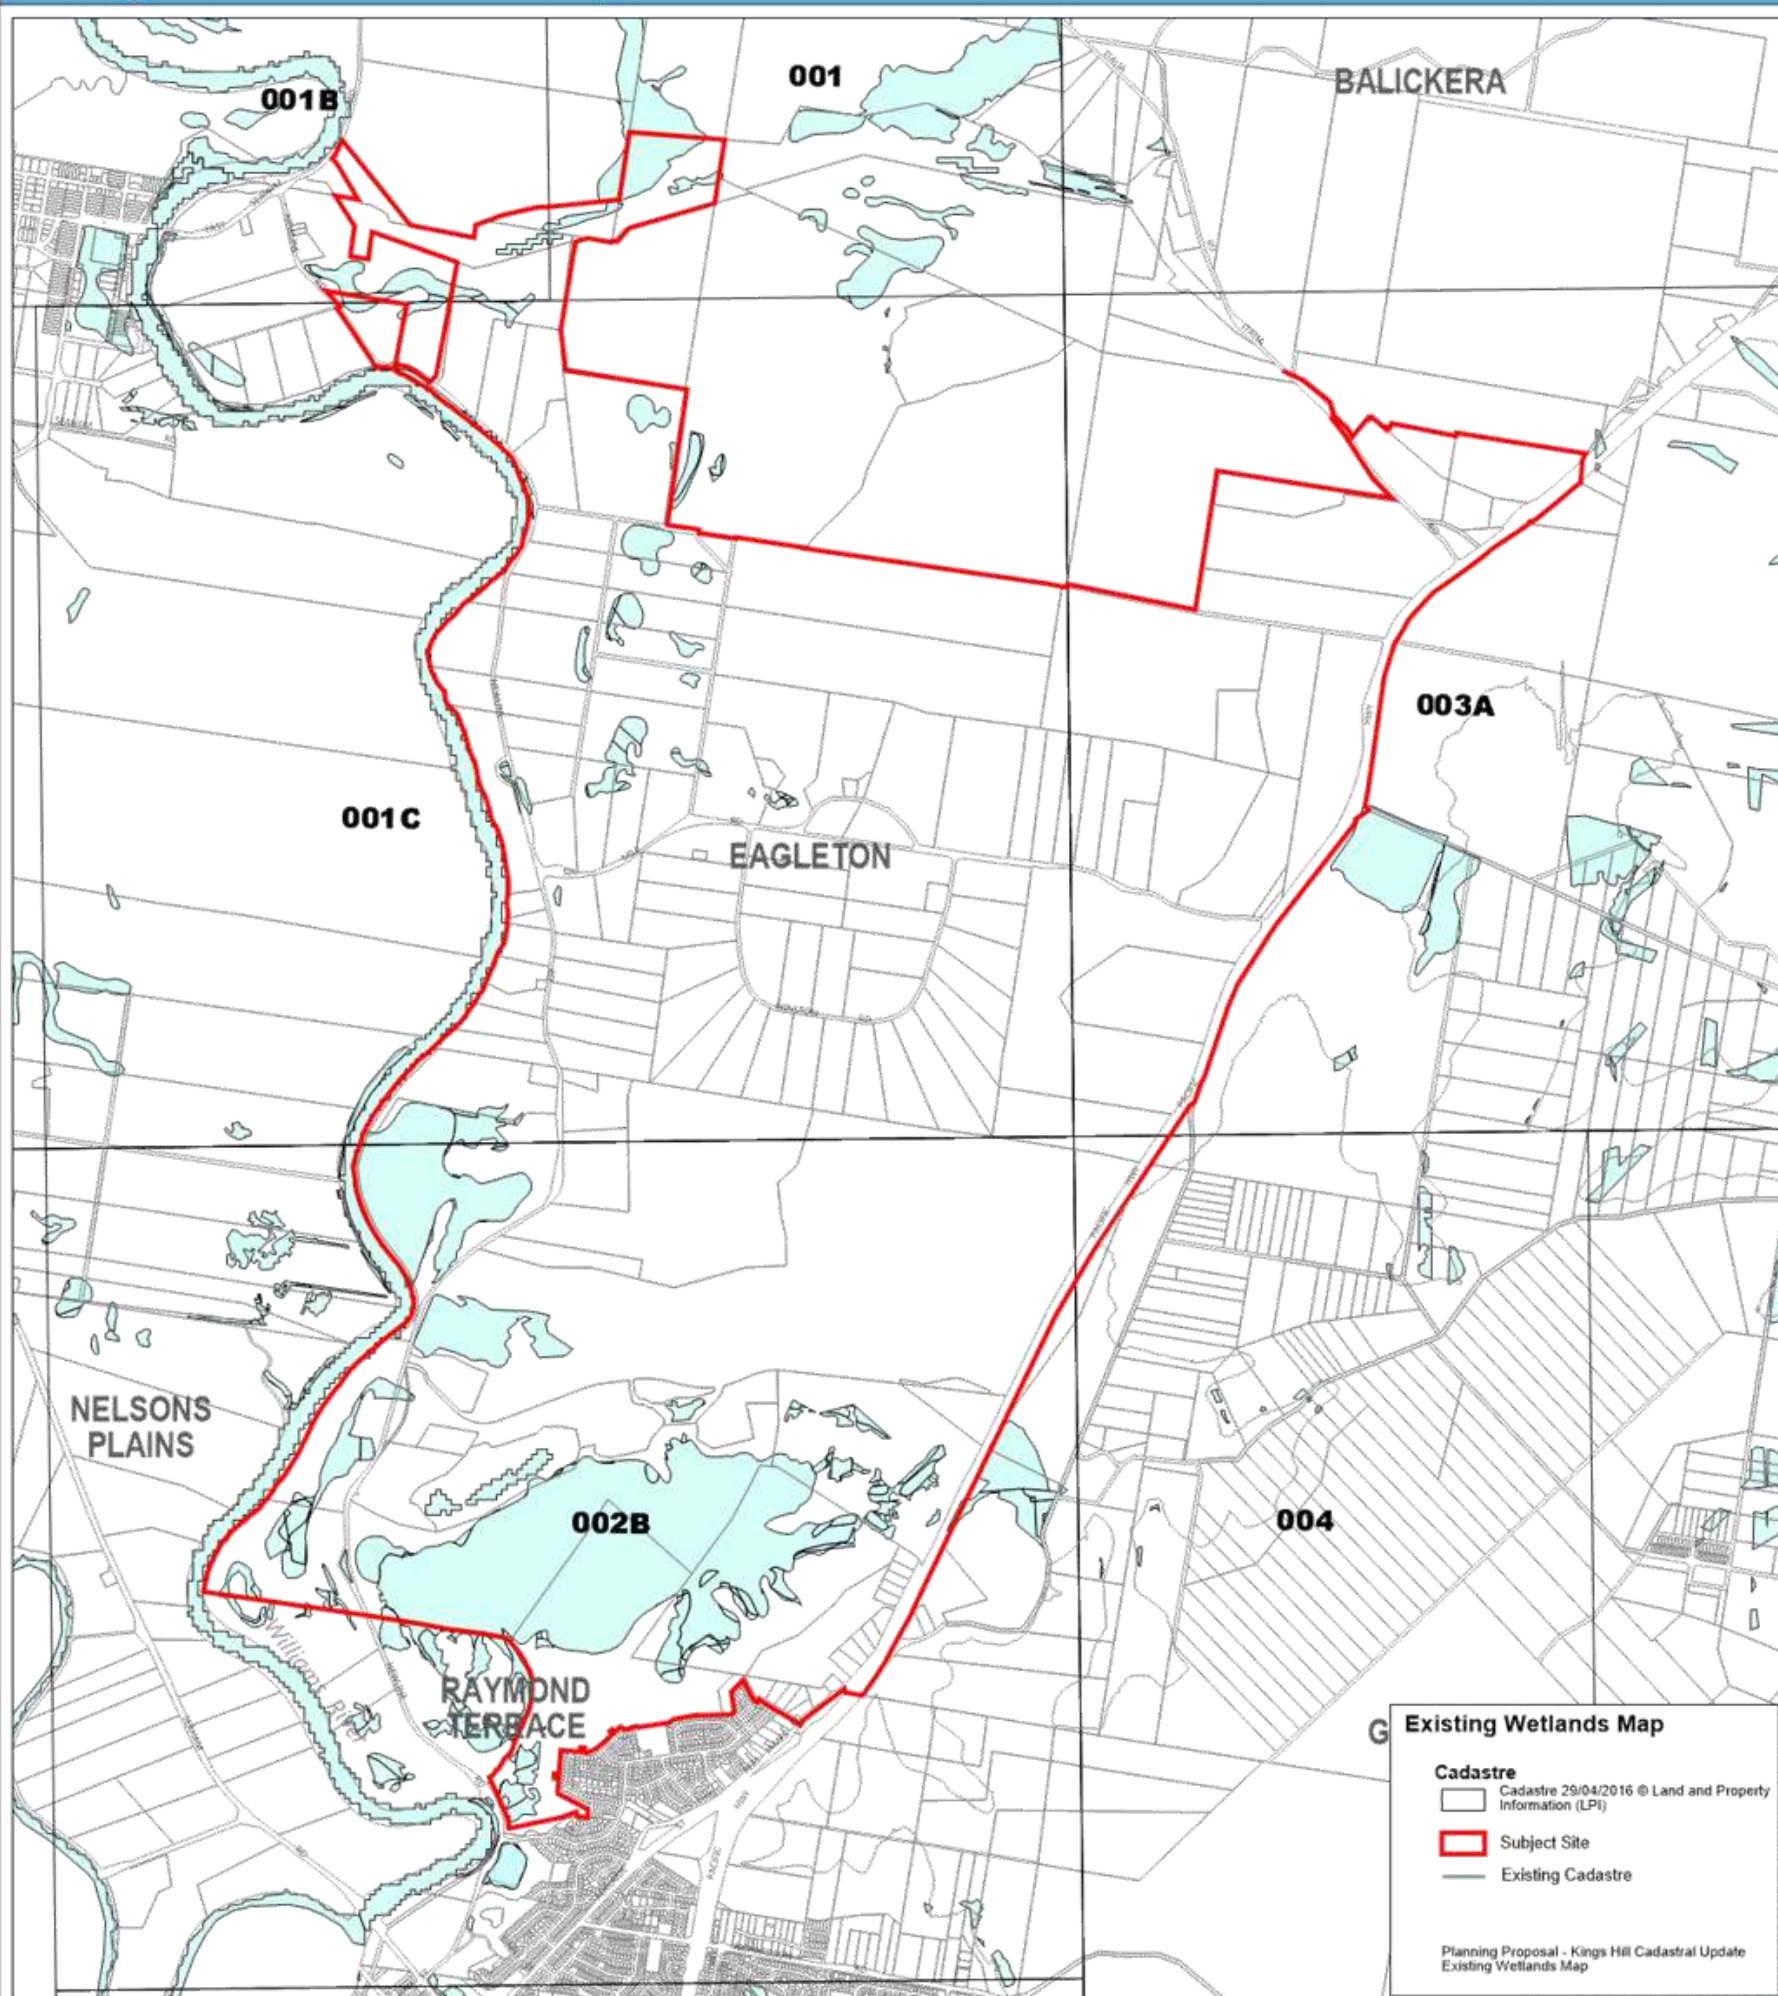 001
BALICKERA
001B
003A
001C
EAGLETON
NELSONS
PLAINS
002B
004
Williams
RAYMOND
TERRACE
G
Existing Wetlands Map
Cadastre
Cadastre 29/04/2016 © Land and Property
Information (LPI)
Subject Site
Existing Cadastre
Planning Proposal - Kings Hill Cadastral Update
Existing Wetlands Map